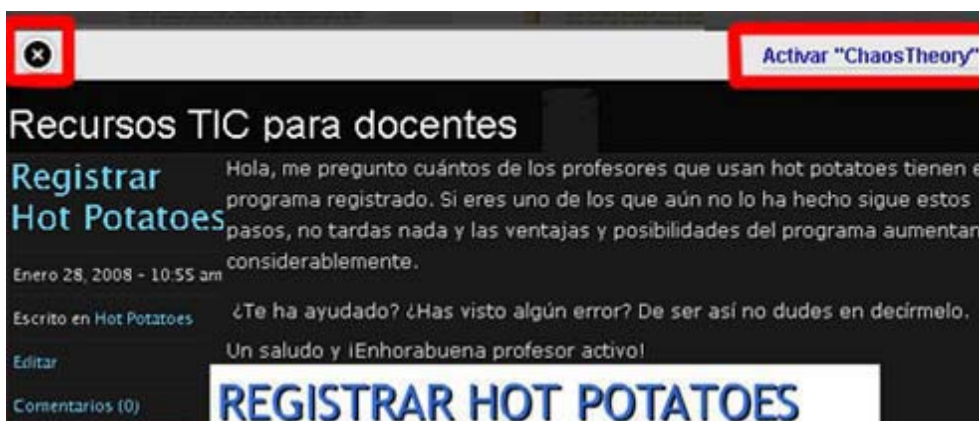 Activar "ChaosTheory"
Recursos TIC para docentes
Registrar
Hot Potatoes
Enero 28, 2008 - 10:55 am
Escrito en Hot Potatoes
Editar
Comentarios (0)
Hola, me pregunto cuántos de los profesores que usan hot potatoes tienen e
programa registrado. Si eres uno de los que aún no lo ha hecho sigue estos
pasos, no tardas nada y las ventajas y posibilidades del programa aumentan
considerablemente.
¿Te ha ayudado? ¿Has visto algún error? De ser así no dudes en decírmelo.
Un saludo y ¡Enhorabuena profesor activo!
REGISTRAR HOT POTATOES